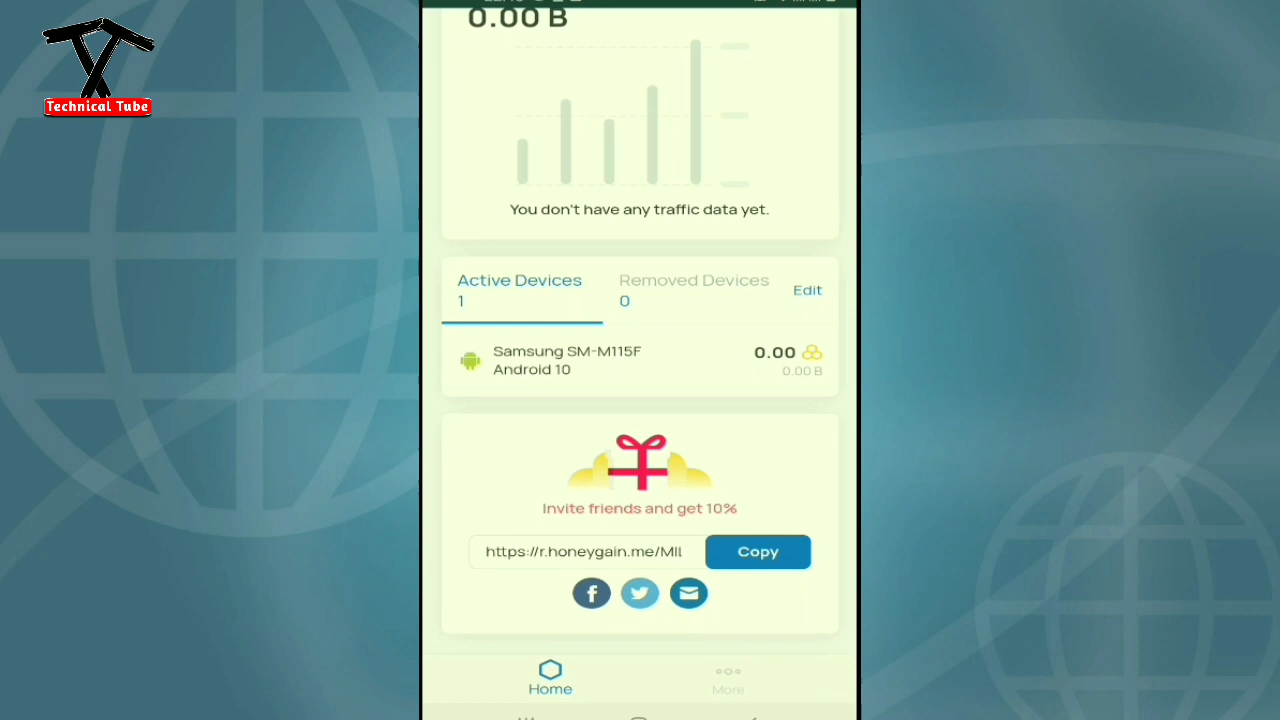 Technical Tube
0.00 B
You don't have any traffic data yet.
Active Devices
1
Removed Devices
0
Edit
Samsung SM-M115F
Android 10
0.00
0.00 B
Invite friends and get 10%
https://r.honeygain.me/MIL
Copy
Home
More